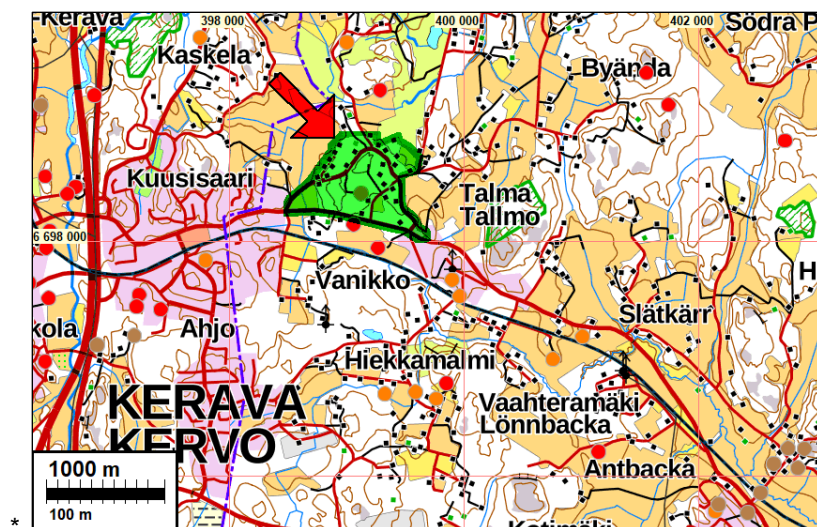 -Kerava
398 000
400 000
402 000
Södra P
Kaskela
Byända
Kuusisaari
Talma
Tallmo
6 698 000
Vanikko
H
kola
Ahjo
Slätkärr
Hiekkamalmi
KERAVA
KERVO
Vaahteramäki
Lönnbacka
1000 m
100 m
Antbacka
*